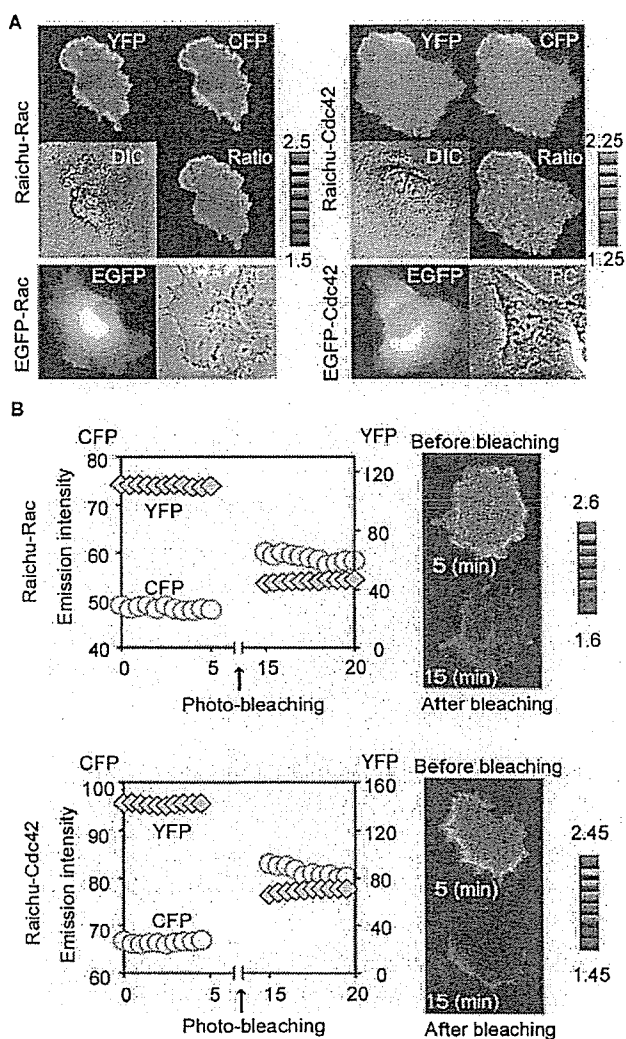 A
Raichu-Rac
YFP
CFP
DIC
Ratio
2.5
1.5
EGFP-Rac
EGFP
Raichu-Cdc42
YFP
CFP
DIC
Ratio
2.25
1.25
EGFP-Cdc42
EGFP
PC
B
Raichu-Rac
CFP
Emission intensity
80
70
60
50
40
YFP
CFP
0
5
15
20
Photo-bleaching
YFP
120
80
40
0
Before bleaching
5 (min)
15 (min)
After bleaching
2.6
1.6
Raichu-Cdc42
CFP
Emission intensity
100
90
80
70
60
YFP
CFP
0
5
15
20
Photo-bleaching
YFP
160
120
80
40
0
Before bleaching
5 (min)
15 (min)
After bleaching
2.45
1.45